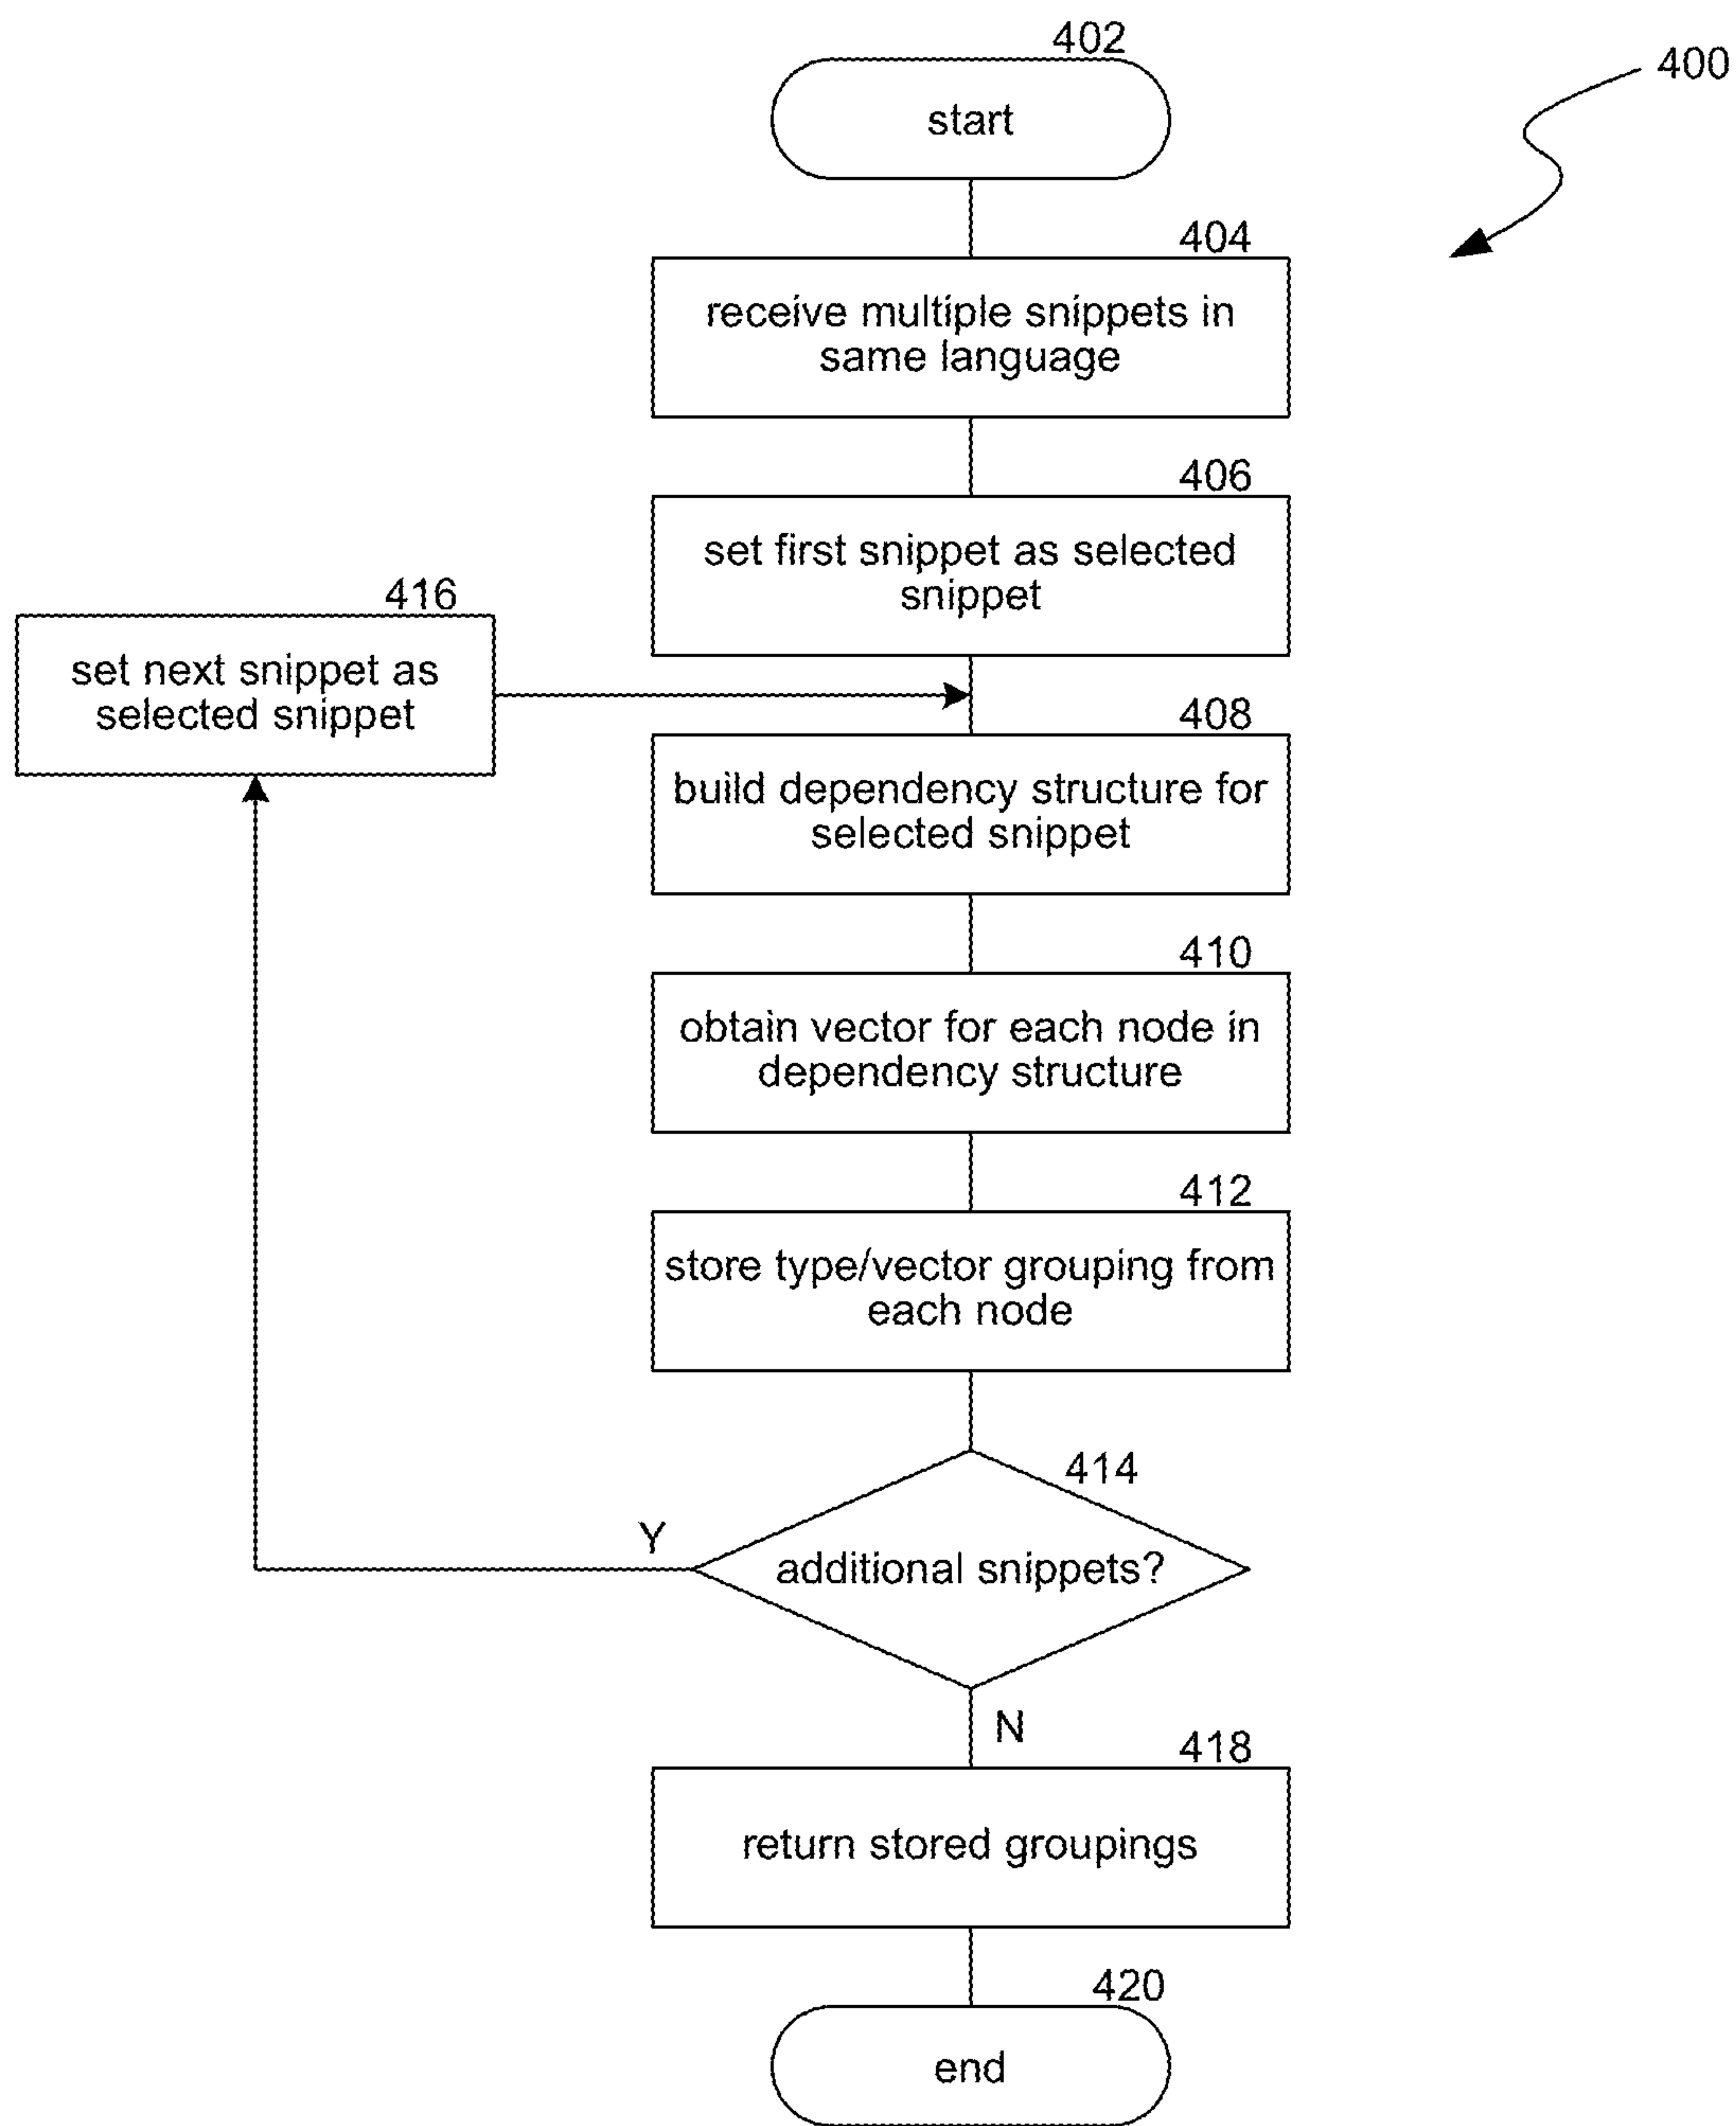 402
400
start
404
receive multiple snippets in
same language
406
set first snippet as selected
snippet
416
set next snippet as
selected snippet
408
build dependency structure for
selected snippet
410
obtain vector for each node in
dependency structure
412
store type/vector grouping from
each node
414
Y
additional snippets?
N
418
return stored groupings
420
end